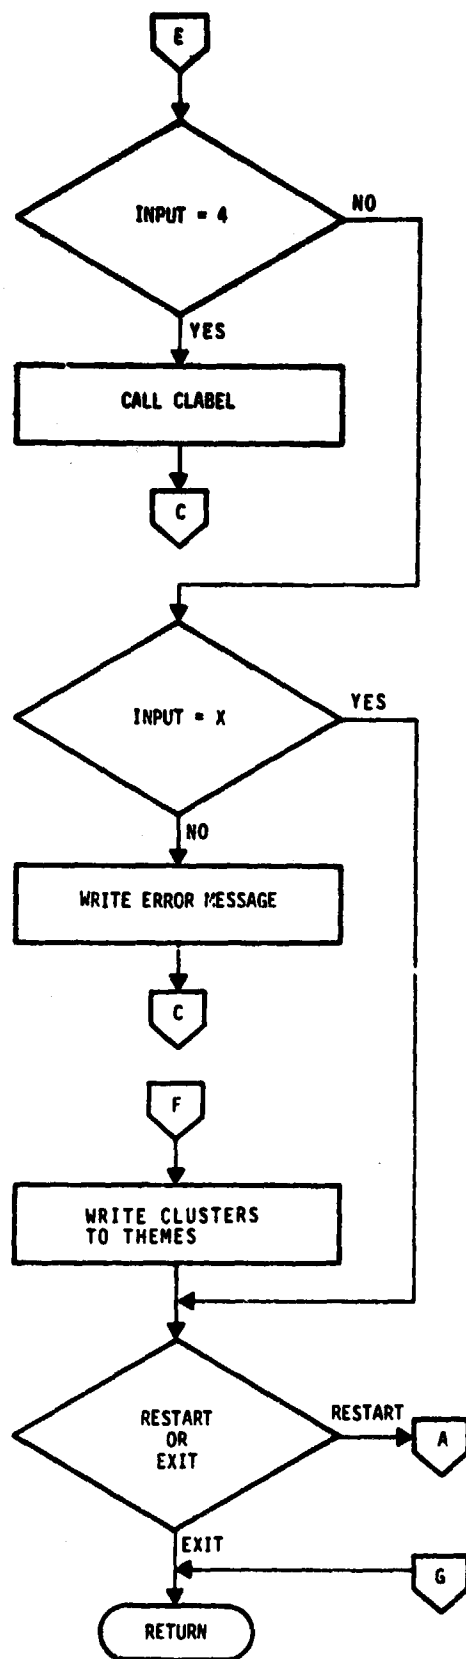 E
INPUT = 4
NO
YES
CALL CLABEL
C
INPUT = X
YES
NO
WRITE ERROR MESSAGE
C
F
WRITE CLUSTERS
TO THEMES
RESTART
OR
EXIT
RESTART
A
EXIT
G
RETURN